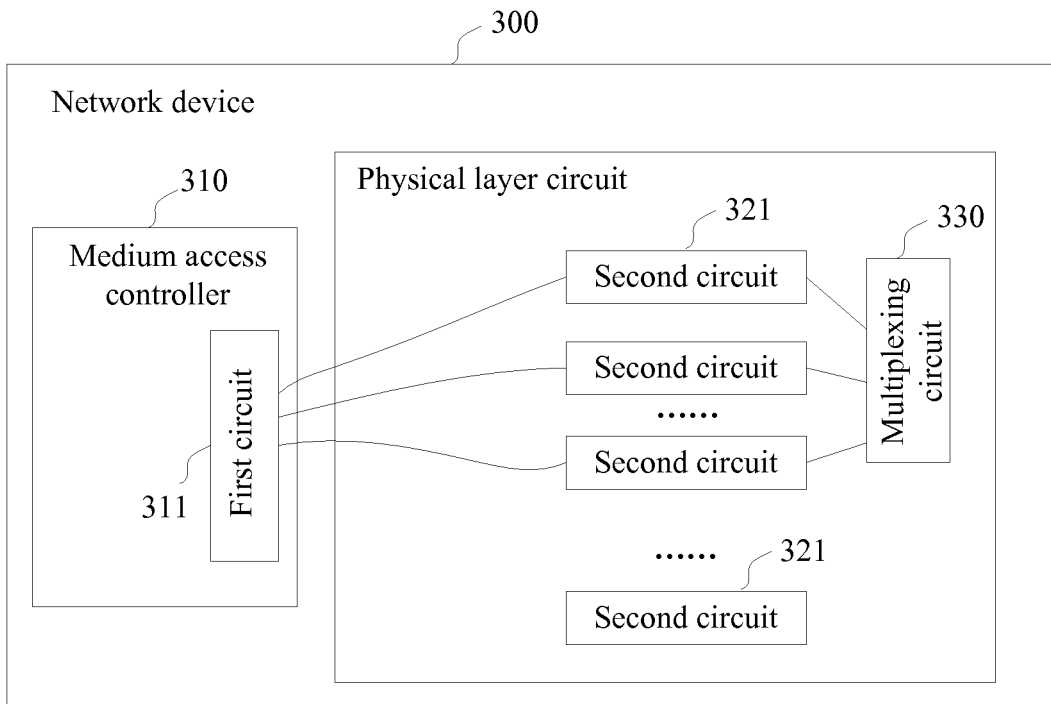 300
Network device
310
Physical layer circuit
321
330
Medium access
controller
Second circuit
Multiplexing
circuit
First circuit
Second circuit
……
Second circuit
311
……
321
Second circuit